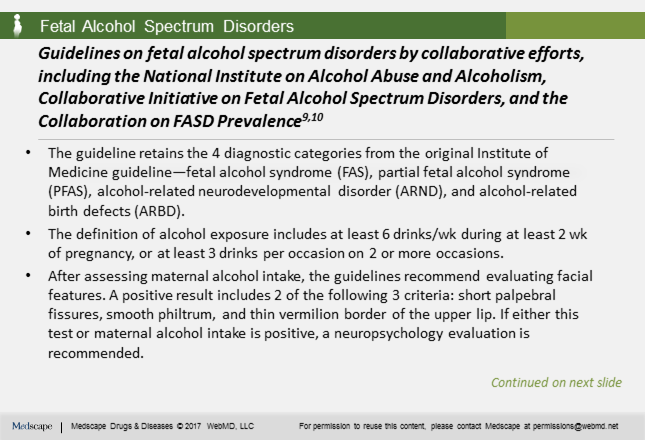 Fetal Alcohol Spectrum Disorders
Guidelines on fetal alcohol spectrum disorders by collaborative efforts,
including the National Institute on Alcohol Abuse and Alcoholism,
Collaborative Initiative on Fetal Alcohol Spectrum Disorders, and the
Collaboration on FASD Prevalence9,10
• The guideline retains the 4 diagnostic categories from the original Institute of
Medicine guideline—fetal alcohol syndrome (FAS), partial fetal alcohol syndrome
(PFAS), alcohol-related neurodevelopmental disorder (ARND), and alcohol-related
birth defects (ARBD).
• The definition of alcohol exposure includes at least 6 drinks/wk during at least 2 wk
of pregnancy, or at least 3 drinks per occasion on 2 or more occasions.
• After assessing maternal alcohol intake, the guidelines recommend evaluating facial
features. A positive result includes 2 of the following 3 criteria: short palpebral
fissures, smooth philtrum, and thin vermilion border of the upper lip. If either this
test or maternal alcohol intake is positive, a neuropsychology evaluation is
recommended.
Continued on next slide
Medscape | Medscape Drugs & Diseases © 2017 WebMD, LLC For permission to reuse this content, please contact Medscape at permissions@webmd.net